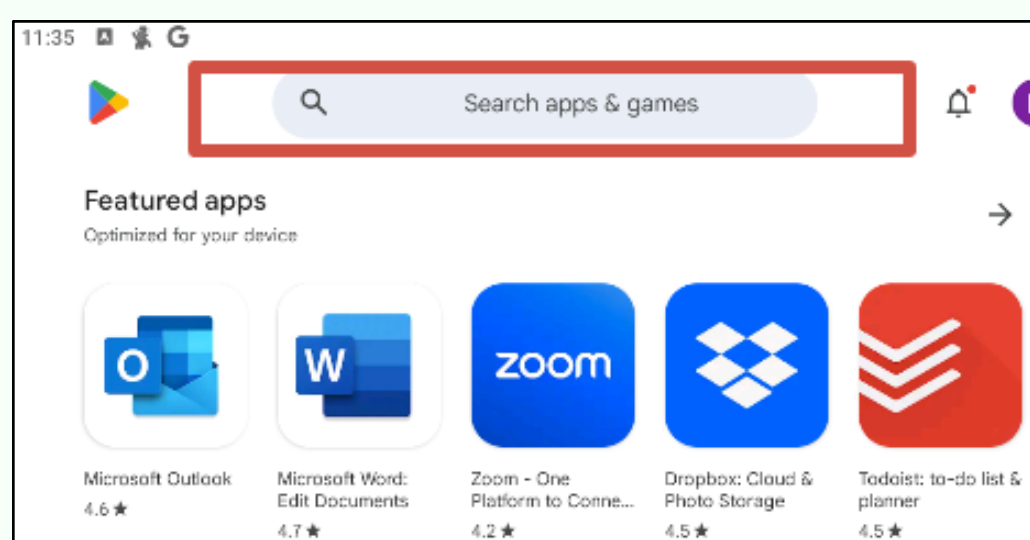 11:35
Search apps & games
Featured apps
Optimized for your device
O
W
zoom
Microsoft Outlook
4.6 ★
Microsoft Word:
Edit Documents
4.7 ★
Zoom - One
Platform to Conne...
4.2 ★
Dropbox: Cloud &
Photo Storage
4.5 ★
Todoist: to-do list &
planner
4.5 ★